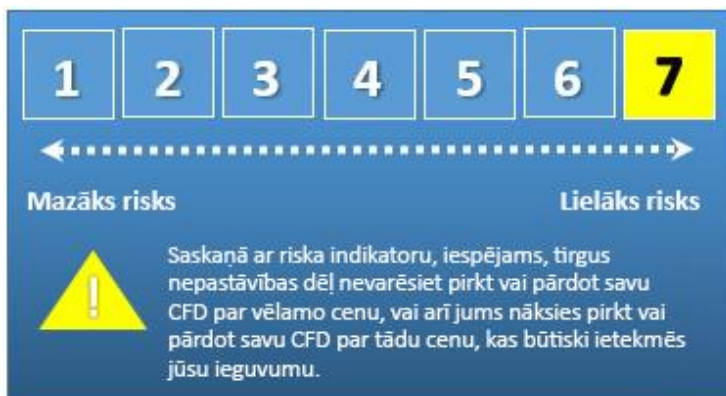 1 2 3 4 5 6 7
Mazāks risks Lielāks risks
!
Saskaņā ar riska indikatoru, iespējams, tirgus
nepastāvības dēļ nevarēsiet pirkt vai pārdot savu
CFD par vēlamo cenu, vai arī jums nāksies pirkt vai
pārdot savu CFD par tādu cenu, kas būtiski ietekmēs
jūsu ieguvumu.